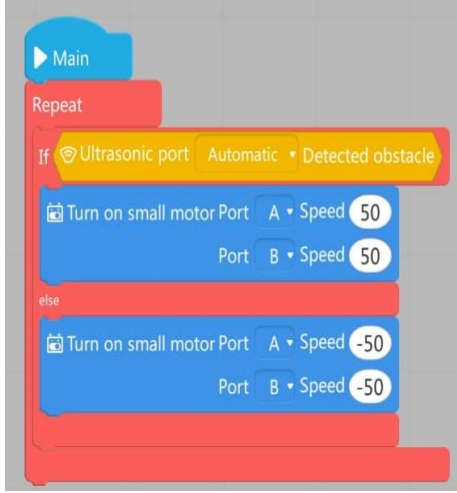 Main
Repeat
If Ultrasonic port Automatic Detected obstacle
Turn on small motor Port A Speed 50
Port B Speed 50
else
Turn on small motor Port A Speed -50
Port B Speed -50